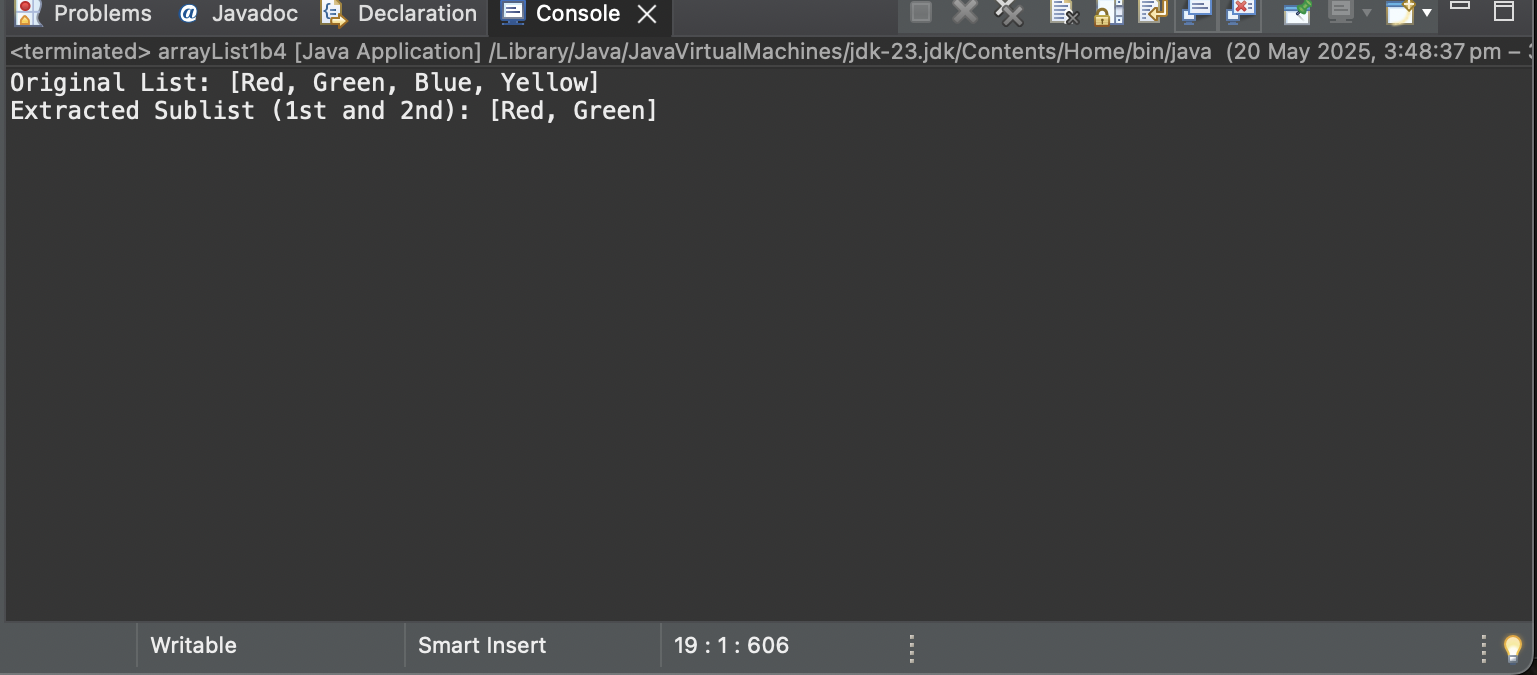 Problems @ Javadoc Declaration Console
<terminated> arrayList1b4 [Java Application] /Library/Java/JavaVirtualMachines/jdk-23.jdk/Contents/Home/bin/java (20 May 2025, 3:48:37 pm –
Original List: [Red, Green, Blue, Yellow]
Extracted Sublist (1st and 2nd): [Red, Green]
Writable Smart Insert 19 : 1 : 606